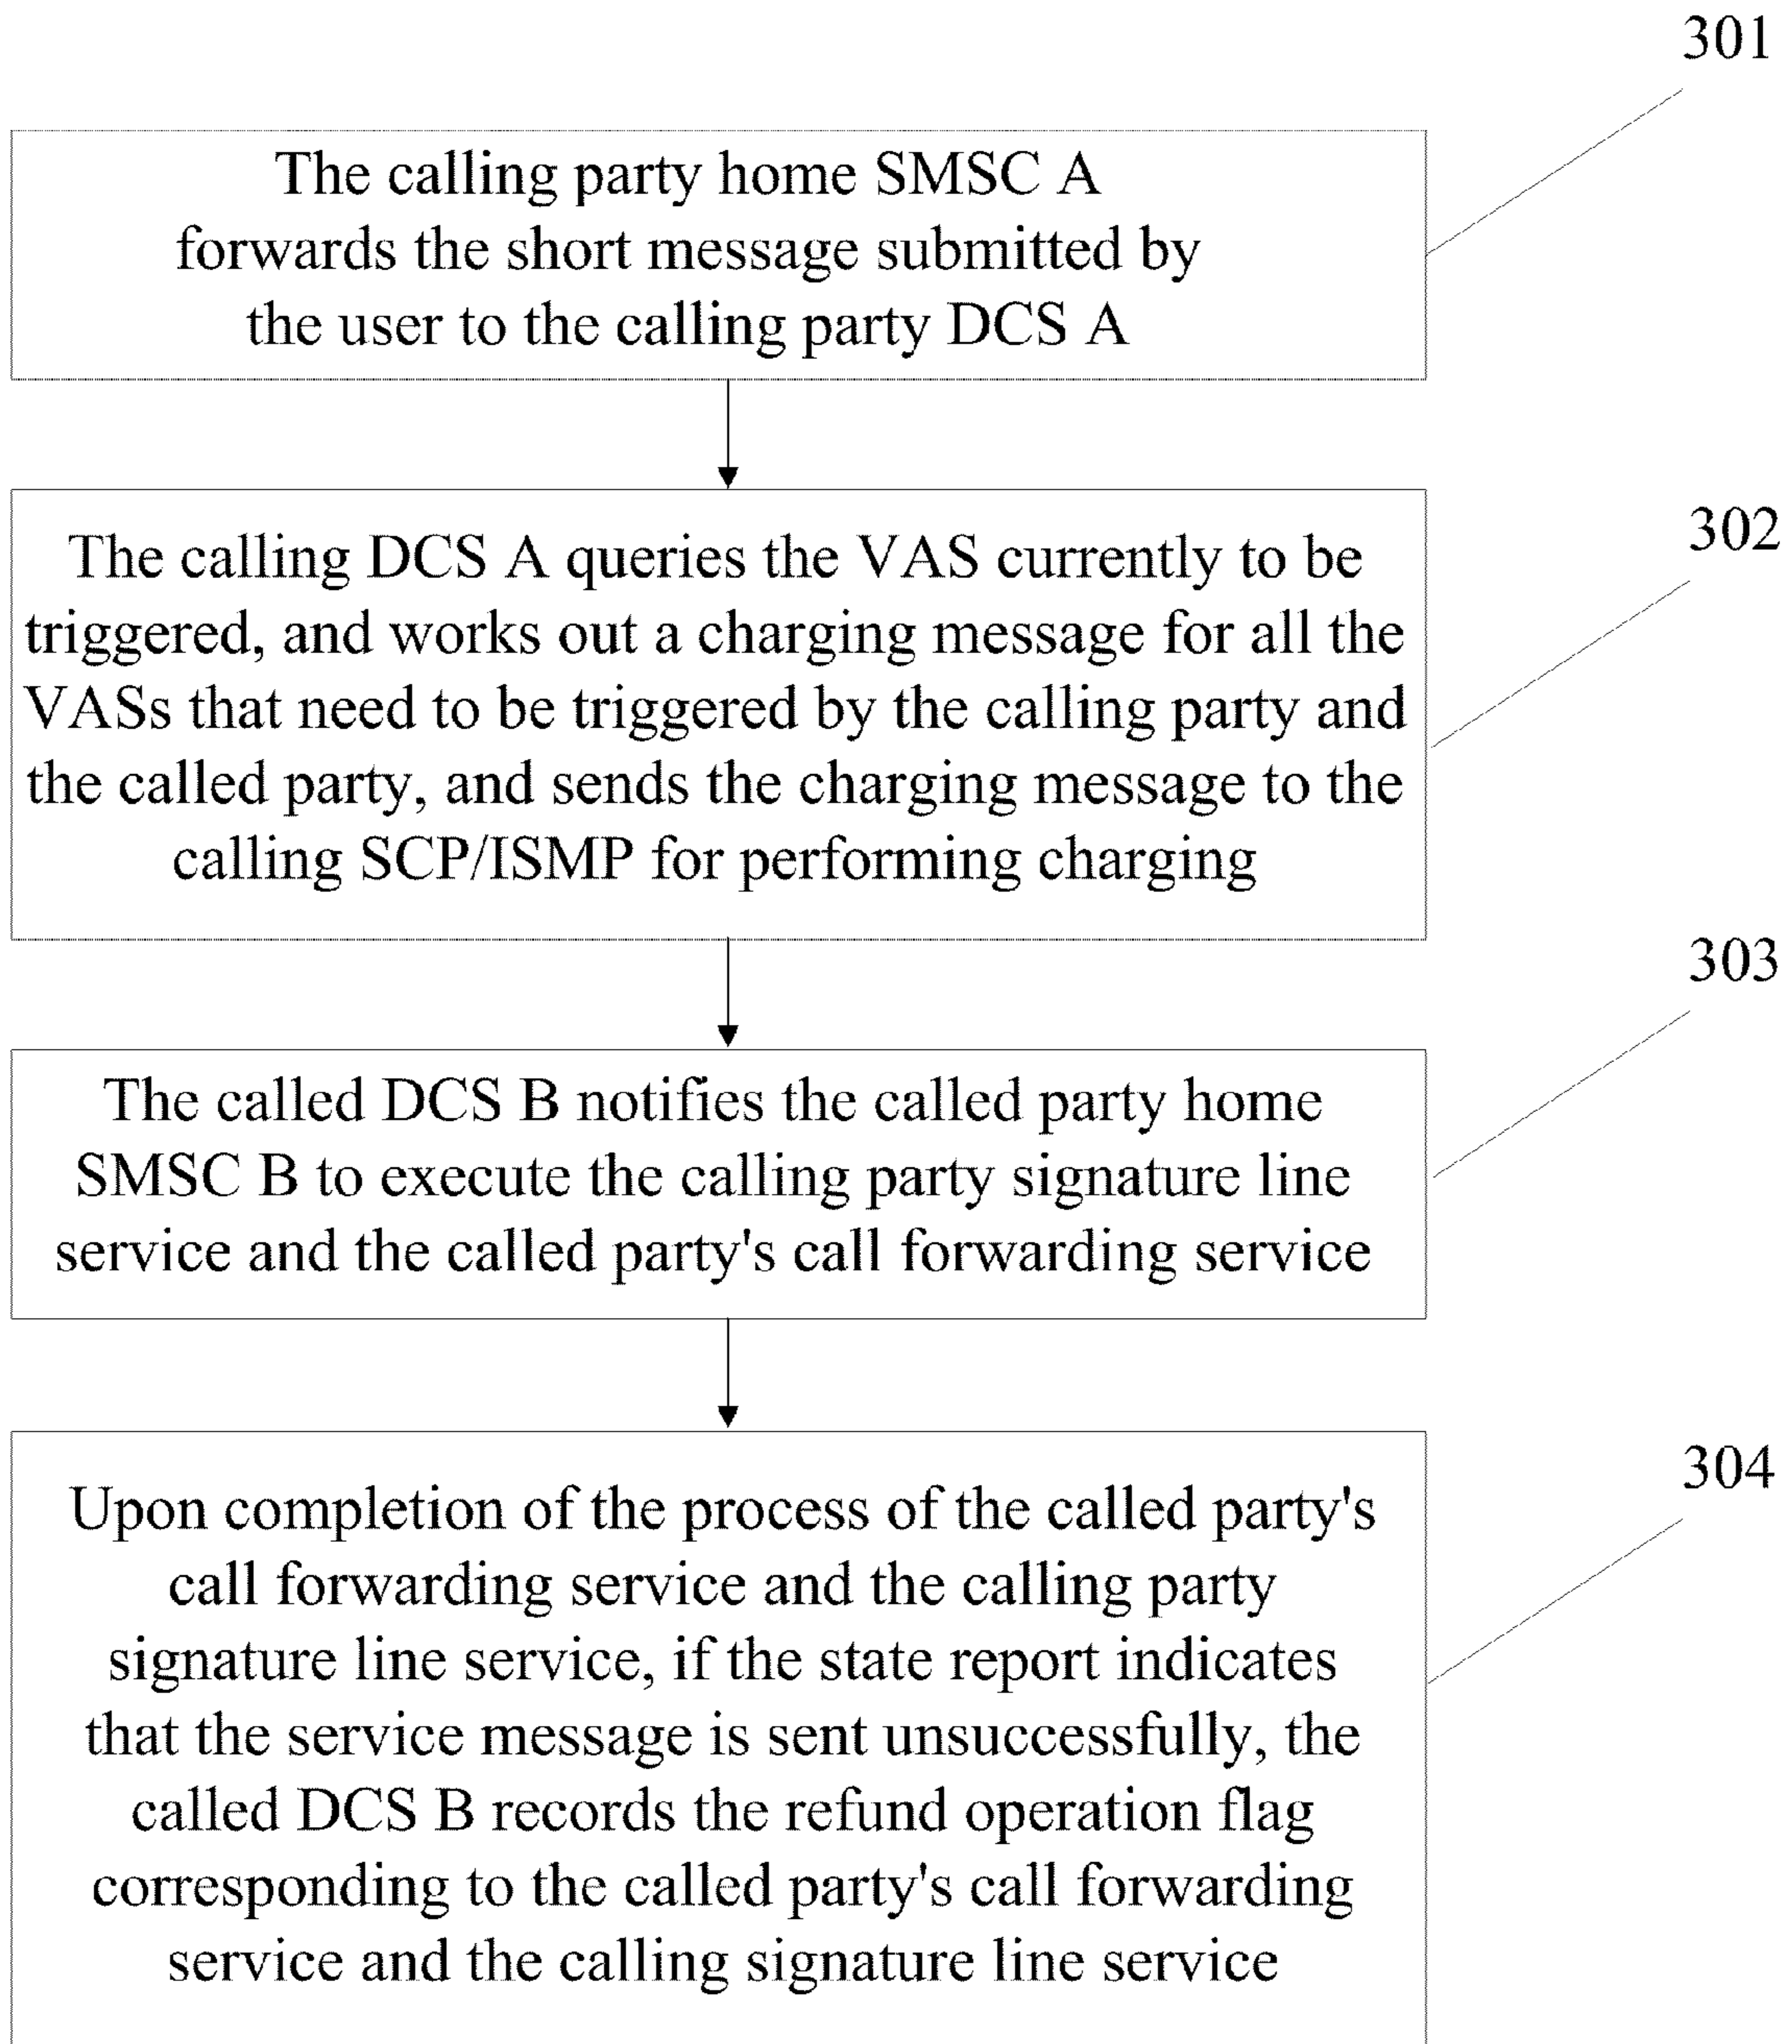 301
The calling party home SMSC A
forwards the short message submitted by
the user to the calling party DCS A
302
The calling DCS A queries the VAS currently to be
triggered, and works out a charging message for all the
VASs that need to be triggered by the calling party and
the called party, and sends the charging message to the
calling SCP/ISMP for performing charging
303
The called DCS B notifies the called party home
SMSC B to execute the calling party signature line
service and the called party's call forwarding service
304
Upon completion of the process of the called party's
call forwarding service and the calling party
signature line service, if the state report indicates
that the service message is sent unsuccessfully, the
called DCS B records the refund operation flag
corresponding to the called party's call forwarding
service and the calling signature line service